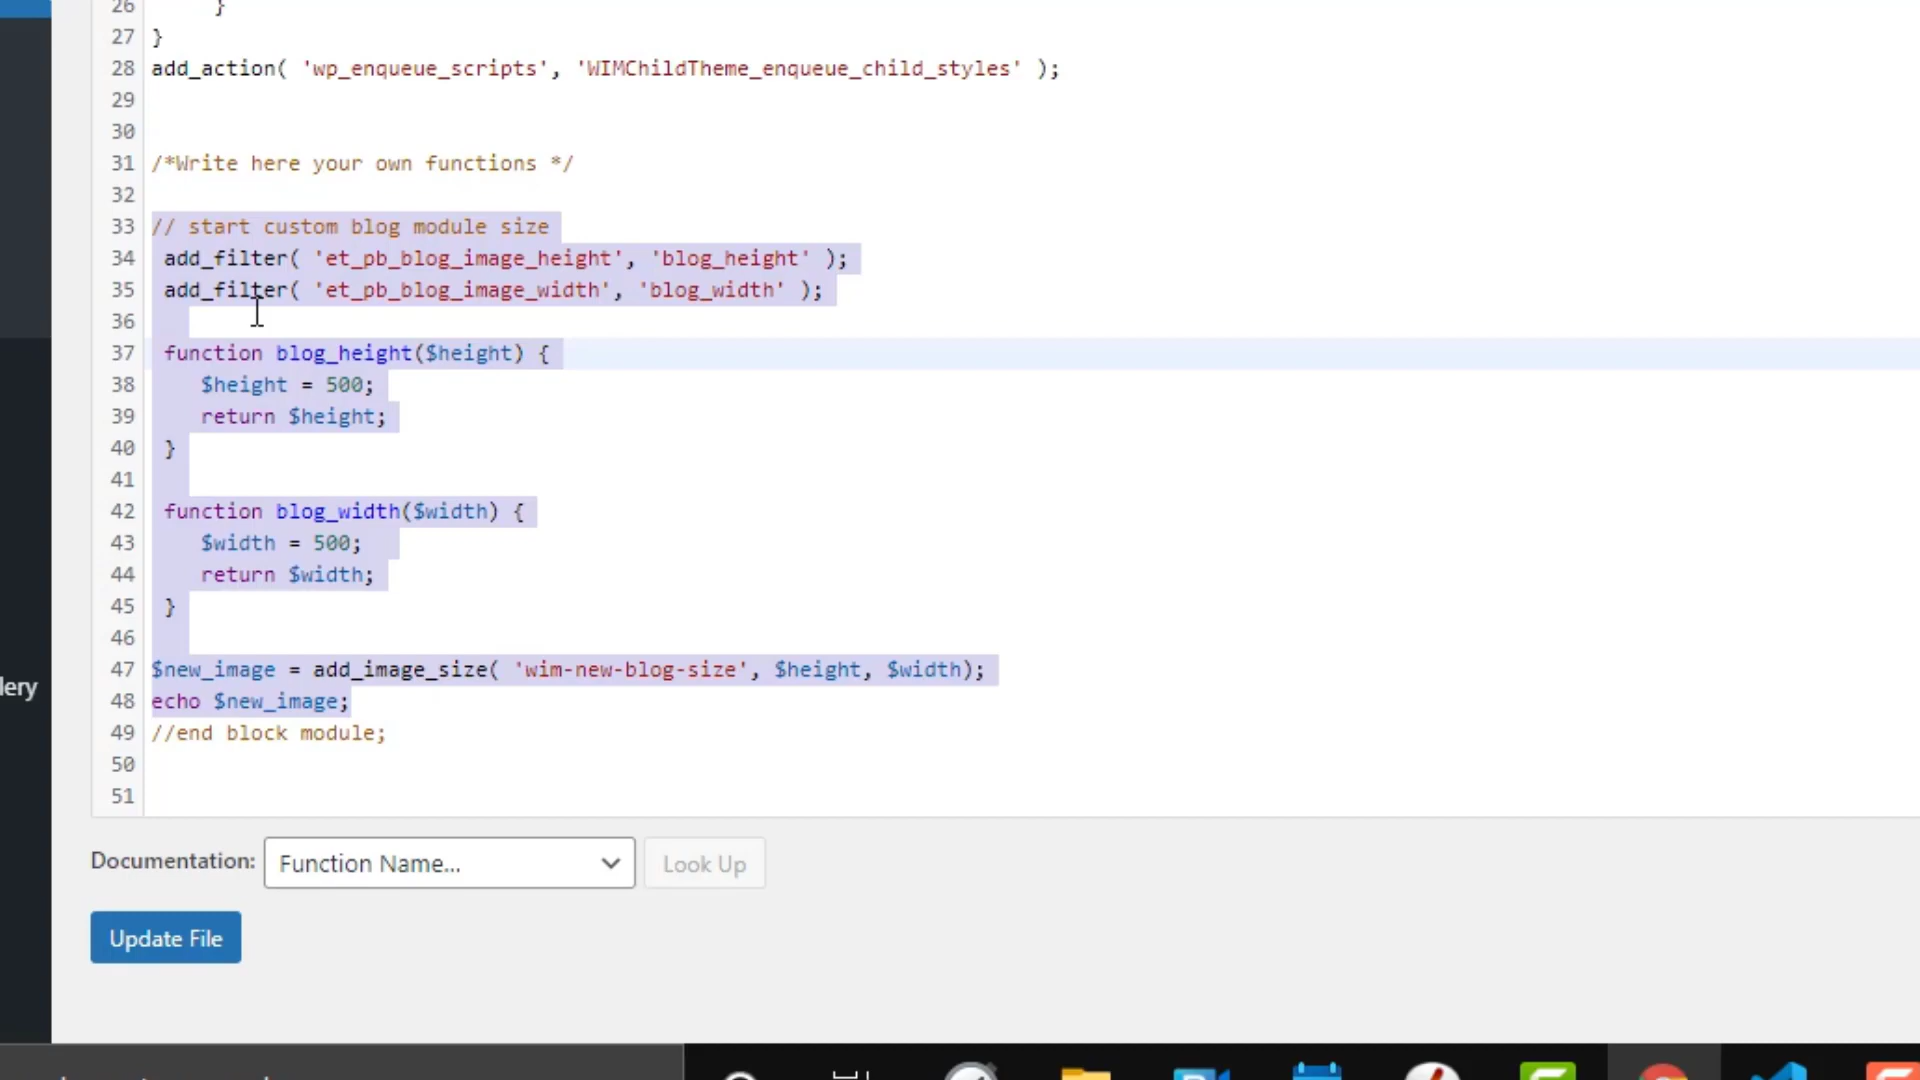 26 }
27 }
28 add_action( 'wp_enqueue_scripts', 'WIMChildTheme_enqueue_child_styles' );
29
30
31 /*Write here your own functions */
32
33 // start custom blog module size
34 add_filter( 'et_pb_blog_image_height', 'blog_height' );
35 add_filter( 'et_pb_blog_image_width', 'blog_width' );
36
37 function blog_height($height) {
38 $height = 500;
39 return $height;
40 }
41
42 function blog_width($width) {
43 $width = 500;
44 return $width;
45 }
46
47 $new_image = add_image_size( 'wim-new-blog-size', $height, $width);
lery
48 echo $new_image;
49 //end block module;
50
51
Documentation: Function Name... Look Up
Update File